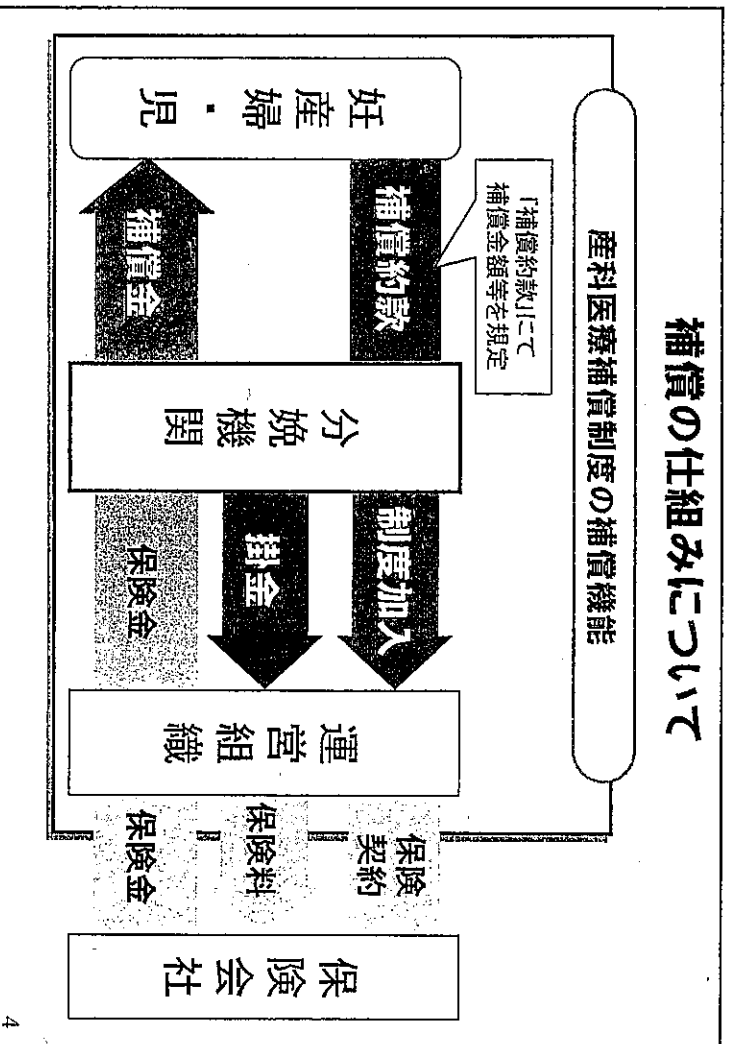 補償の仕組みについて
産科医療補償制度の補償機能
「補償約款」にて
補償金額等を規定
妊産婦・児
補償約款
補償金
分娩機関
制度加入
掛金
保険金
運営組織
保険
契約
保険料
保険金
保険会社
4